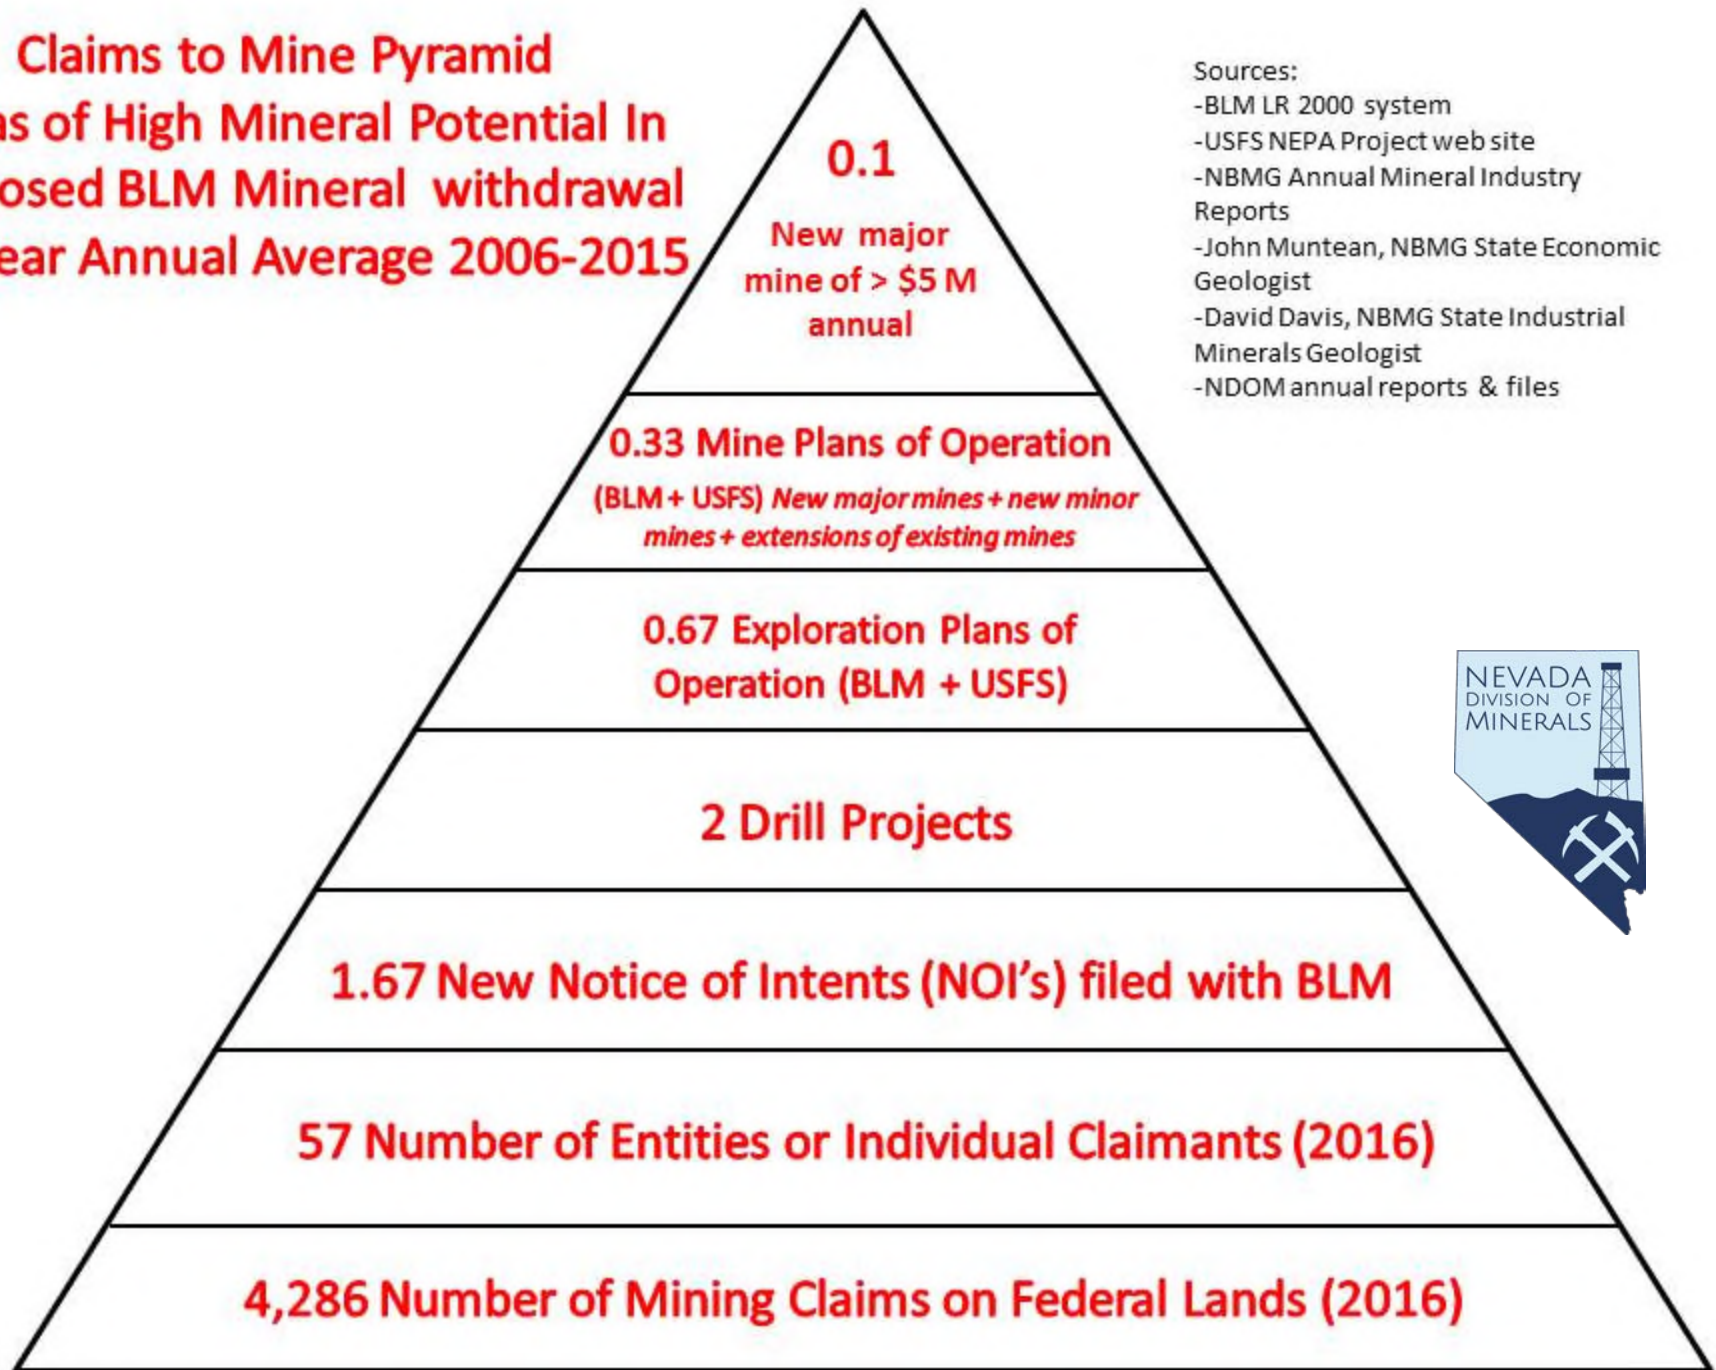 Claims to Mine Pyramid
of High Mineral Potential In
BLM Mineral withdrawal
Annual Average 2006-2015
Sources:
-BLM LR 2000 system
-USFS NEPA Project web site
-NBMG Annual Mineral Industry
Reports
-John Muntean, NBMG State Economic
Geologist
-David Davis, NBMG State Industrial
Minerals Geologist
-NDOM annual reports & files
0.1
New major
mine of > $5 M
annual
0.33 Mine Plans of Operation
(BLM + USFS) New major mines + new minor
mines + extensions of existing mines
0.67 Exploration Plans of
Operation (BLM + USFS)
NEVADA
DIVISION OF
MINERALS
2 Drill Projects
1.67 New Notice of Intents (NOI's) filed with BLM
57 Number of Entities or Individual Claimants (2016)
4,286 Number of Mining Claims on Federal Lands (2016)